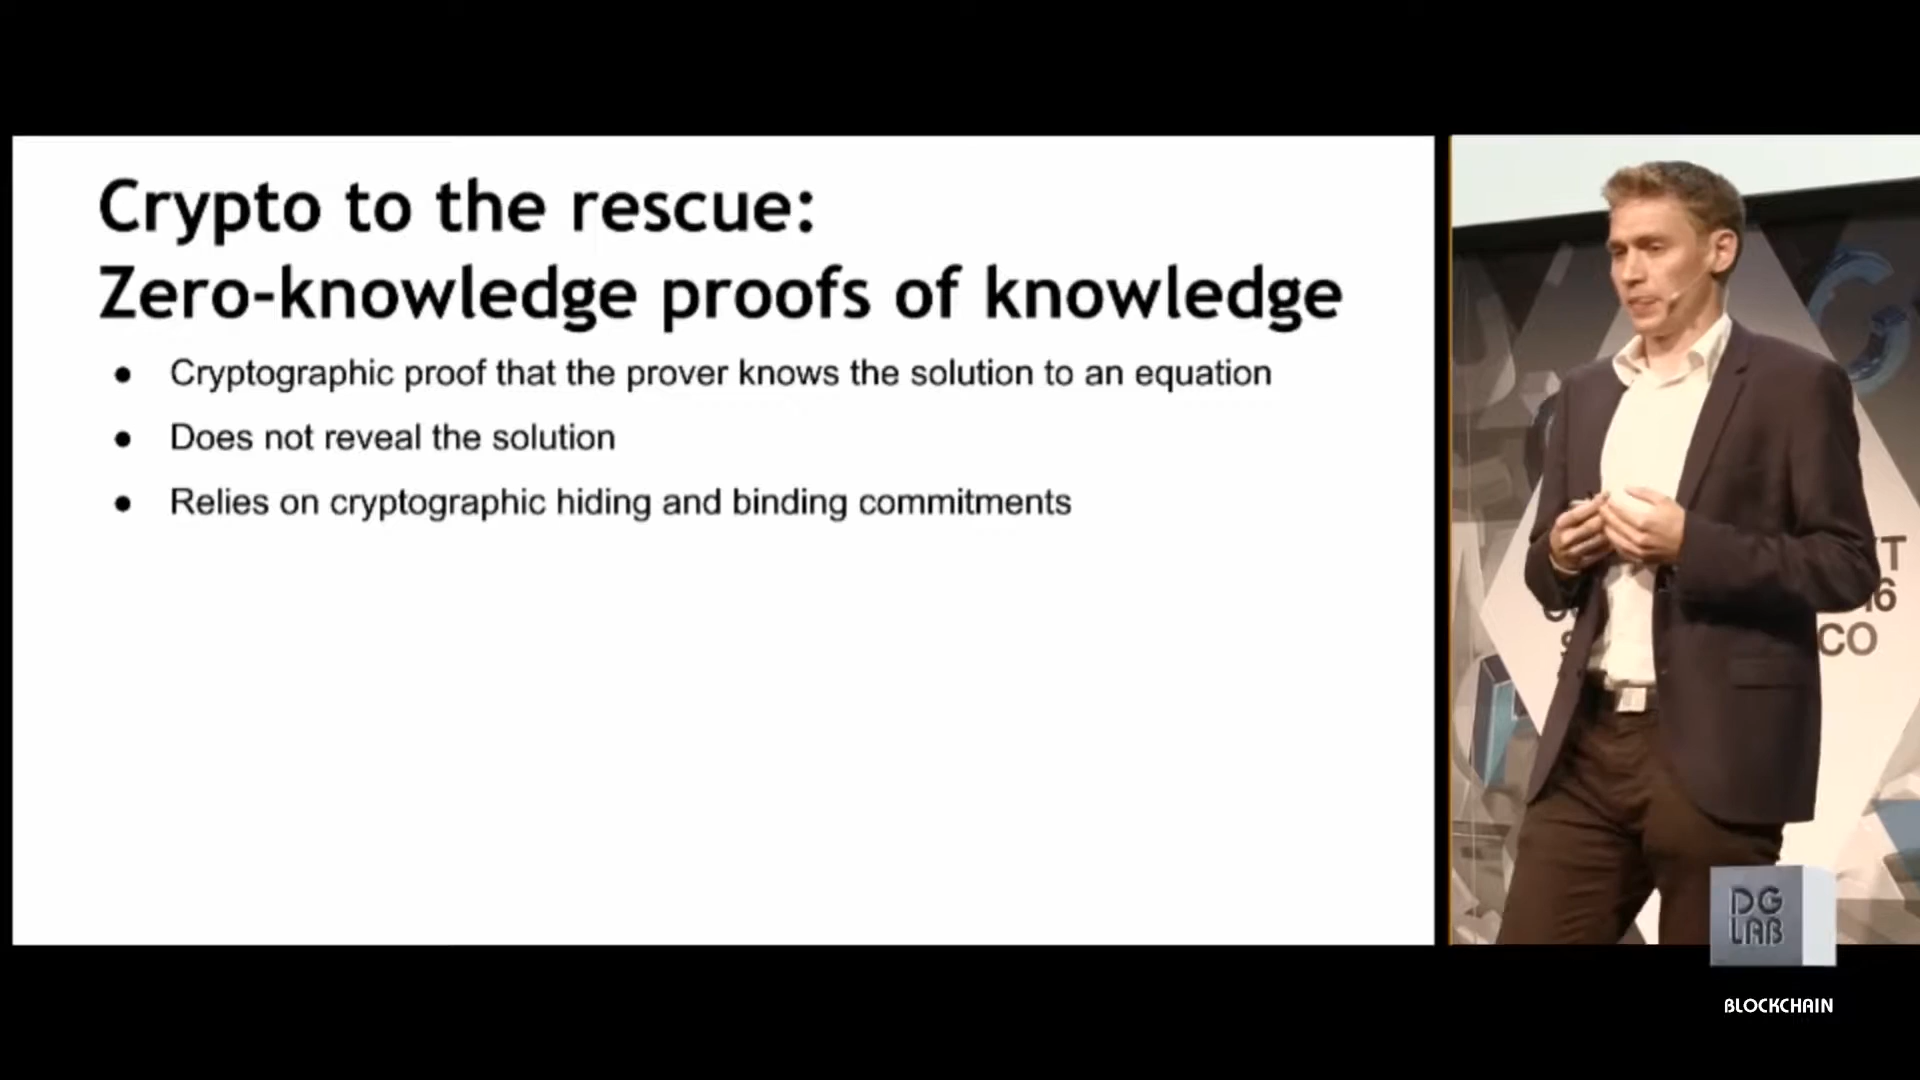 Crypto to the rescue:
Zero-knowledge proofs of knowledge
● Cryptographic proof that the prover knows the solution to an equation
● Does not reveal the solution
● Relies on cryptographic hiding and binding commitments
CO
DG
LAB
BLOCKCHAIN